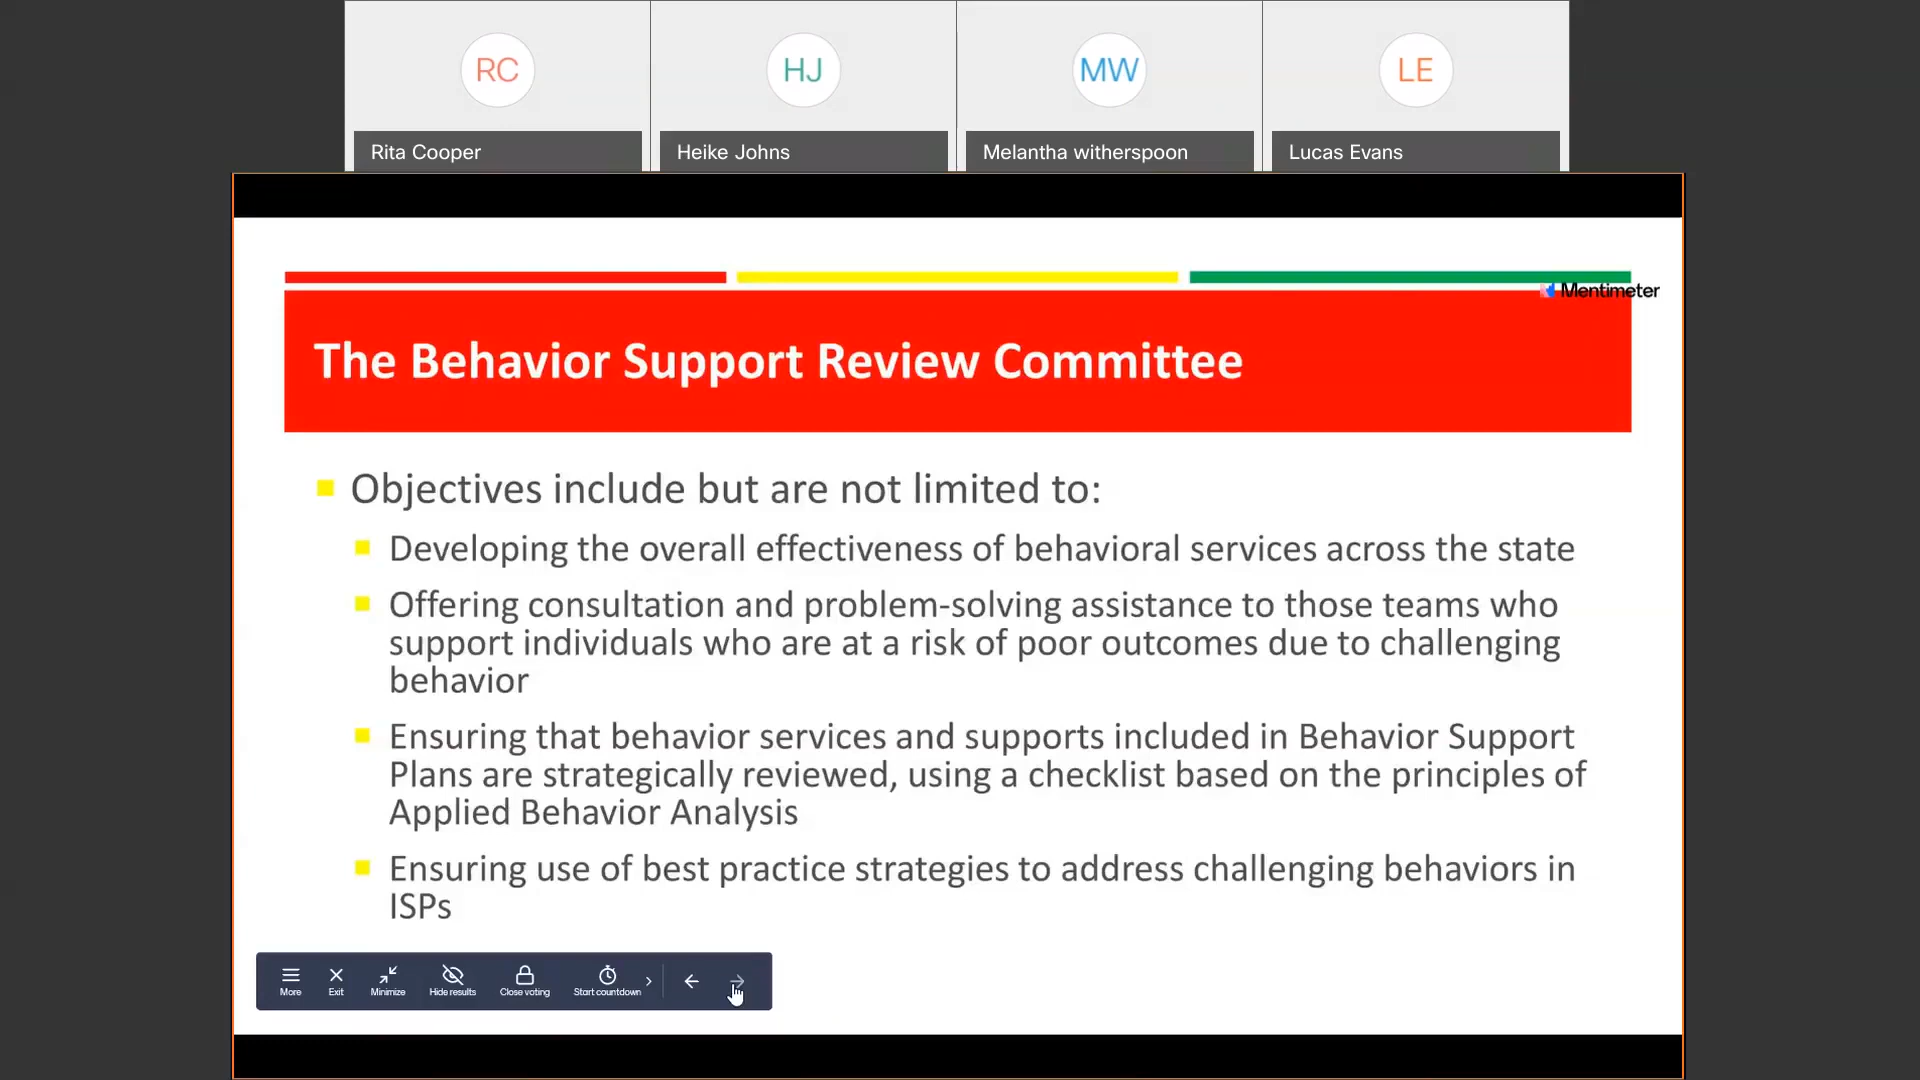 RC
HJ
MW
LE
Rita Cooper
Heike Johns
Melantha witherspoon
Lucas Evans
Mentimeter
The Behavior Support Review Committee
Objectives include but are not limited to:
Developing the overall effectiveness of behavioral services across the state
Offering consultation and problem-solving assistance to those teams who
support individuals who are at a risk of poor outcomes due to challenging
behavior
Ensuring that behavior services and supports included in Behavior Support
Plans are strategically reviewed, using a checklist based on the principles of
Applied Behavior Analysis
Ensuring use of best practice strategies to address challenging behaviors in
ISPs
More
Exit
Minimize
Hide results
Close voting
Start countdown